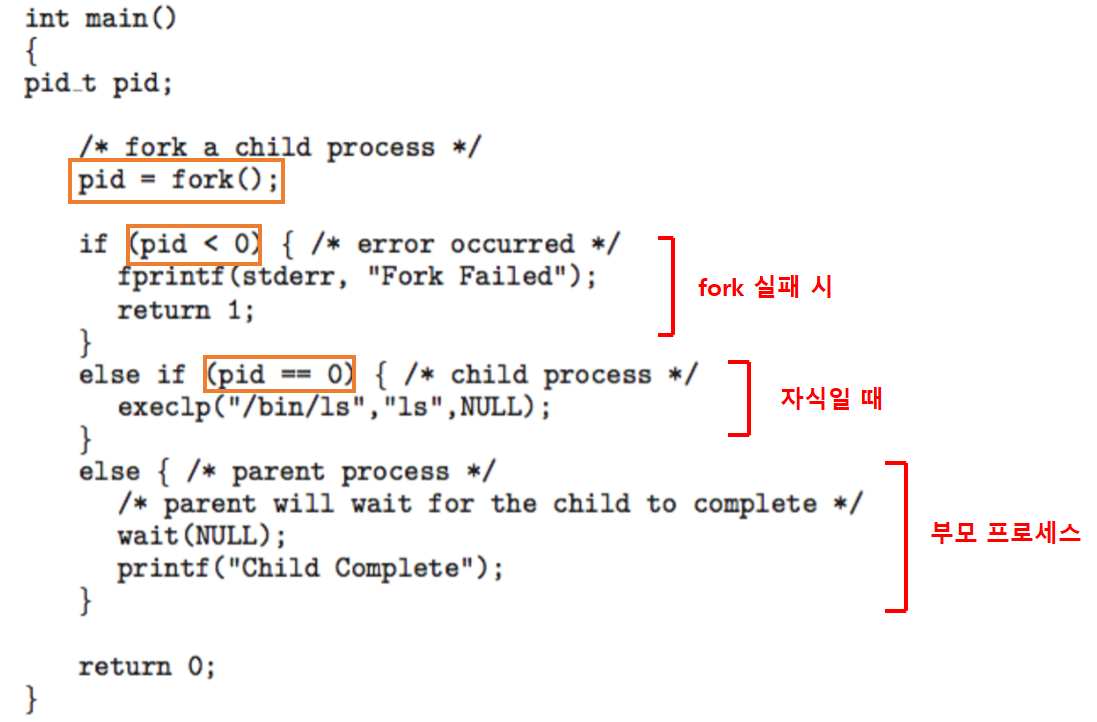 int main()
{
pid_t pid;
/* fork a child process */
pid = fork();
if (pid < 0) { /* error occurred */
fprintf(stderr, "Fork Failed");
return 1;
}
fork 실패 시
else if (pid == 0) { /* child process */
execlp("/bin/ls","ls",NULL);
}
자식일 때
else { /* parent process */
/* parent will wait for the child to complete */
wait(NULL);
printf("Child Complete");
}
부모 프로세스
return 0;
}